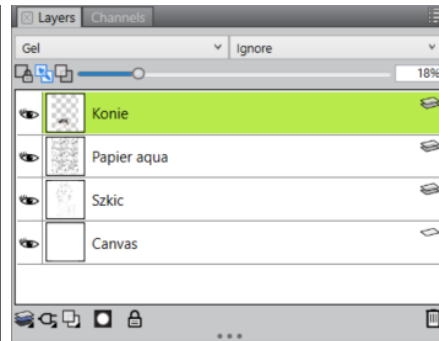 Layers Channels
Gel Ignore
18%
Konie
Papier aqua
Szkic
Canvas